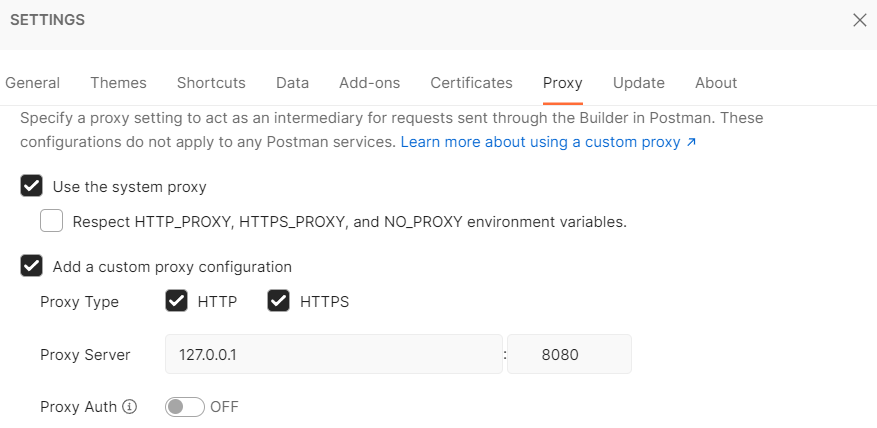 SETTINGS
General Themes Shortcuts Data Add-ons Certificates Proxy Update About
Specify a proxy setting to act as an intermediary for requests sent through the Builder in Postman. These
configurations do not apply to any Postman services. Learn more about using a custom proxy ↗
Use the system proxy
Respect HTTP_PROXY, HTTPS_PROXY, and NO_PROXY environment variables.
Add a custom proxy configuration
Proxy Type HTTP HTTPS
Proxy Server 127.0.0.1 : 8080
Proxy Auth OFF